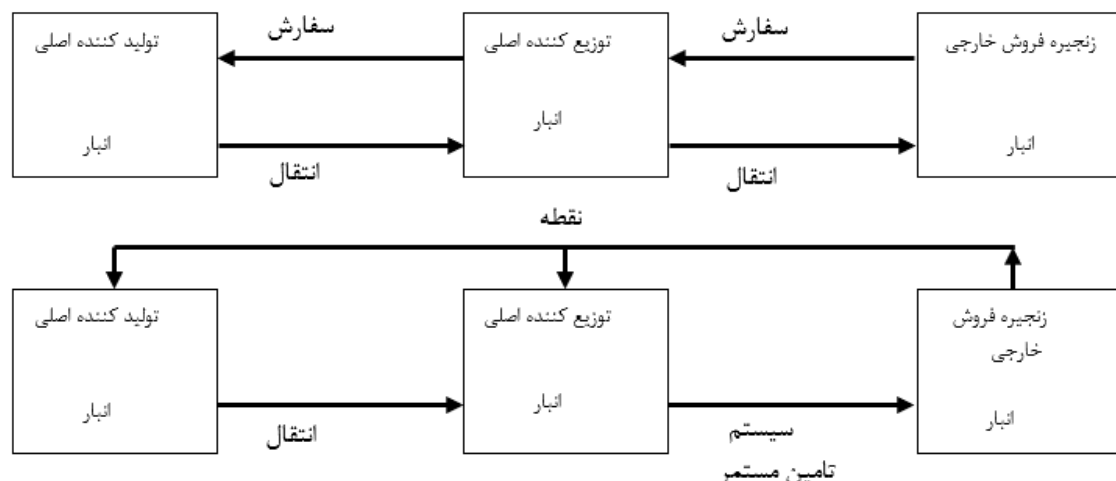 زنجیره فروش خارجی
انبار
سفارش
انتقال
توزیع کننده اصلی
انبار
سفارش
انتقال
تولید کننده اصلی
انبار
نقطه
زنجیره فروش
خارجی
انبار
سیستم
تامین مستمر
توزیع کننده اصلی
انبار
انتقال
تولید کننده اصلی
انبار